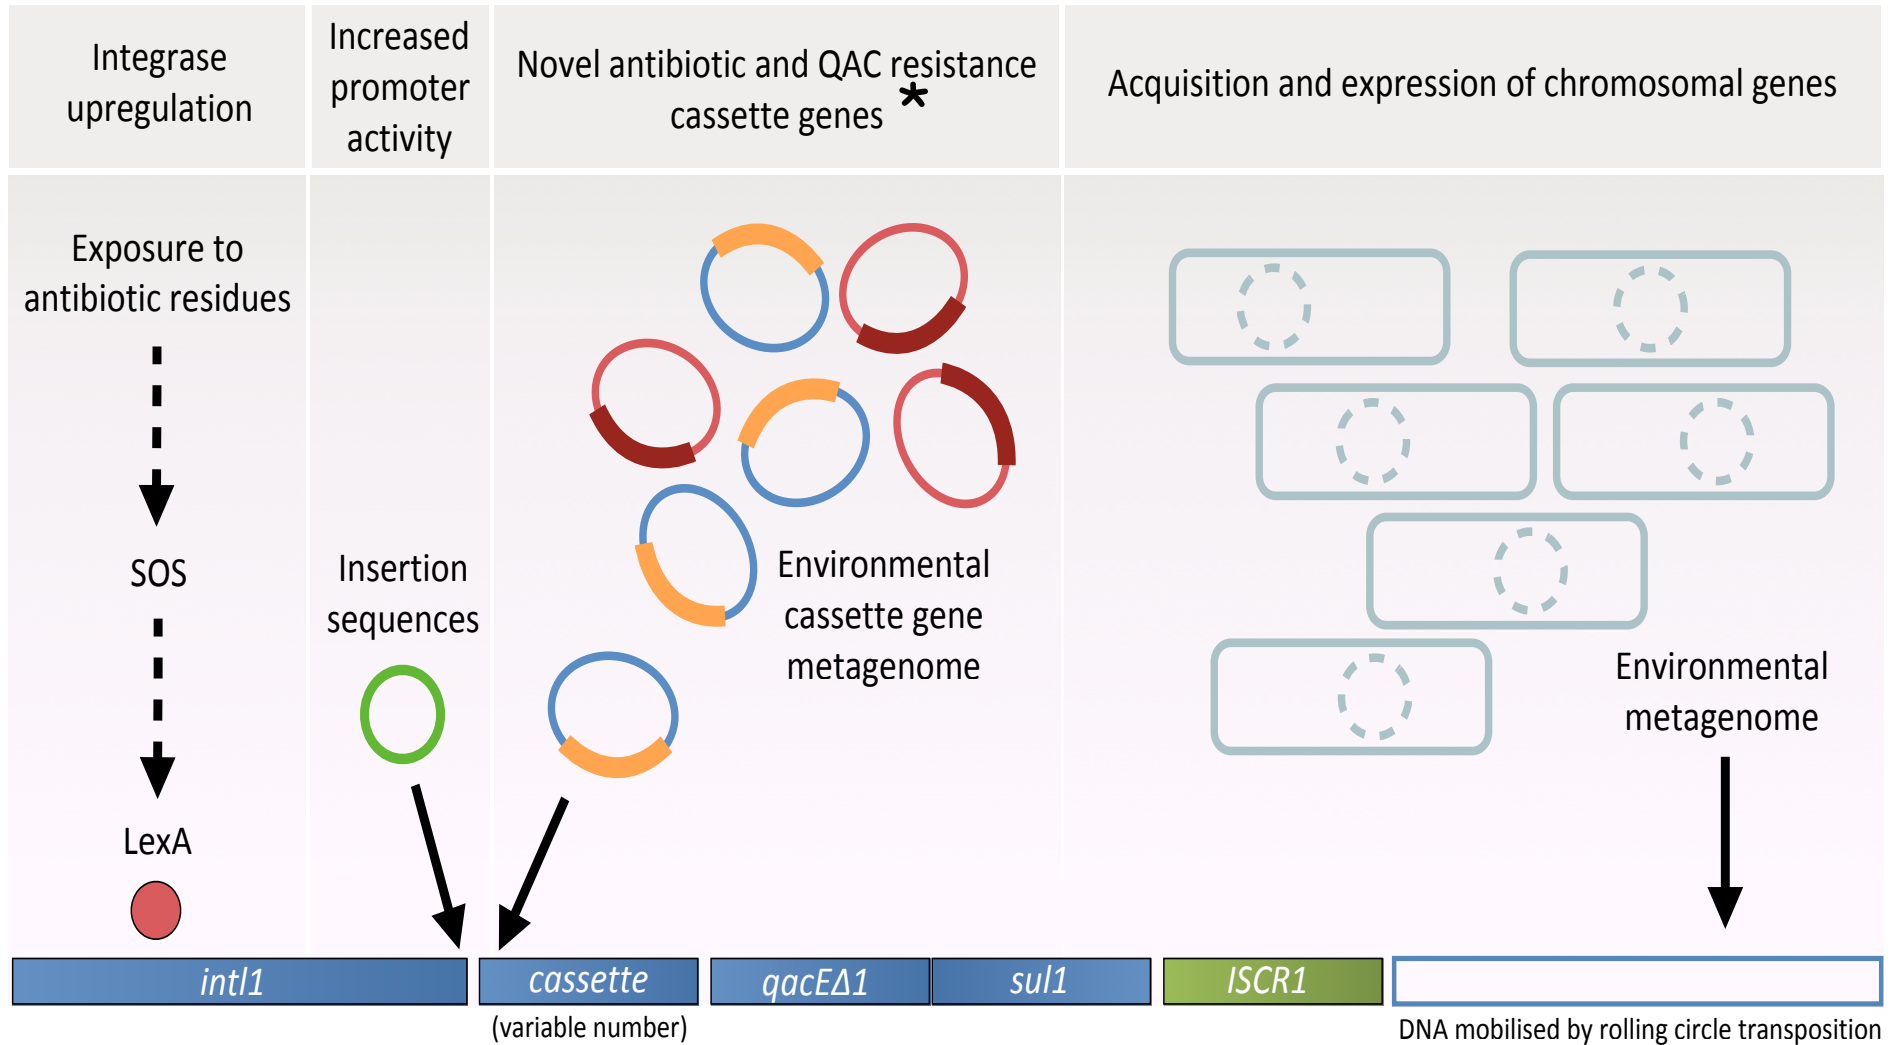 Integrase
upregulation
Increased
promoter
activity
Novel antibiotic and QAC resistance
cassette genes *
Acquisition and expression of chromosomal genes
Exposure to
antibiotic residues
SOS
LexA
Insertion
sequences
Environmental
cassette gene
metagenome
Environmental
metagenome
intI1
cassette
qacEΔ1
sul1
ISCR1
(variable number)
DNA mobilised by rolling circle transposition